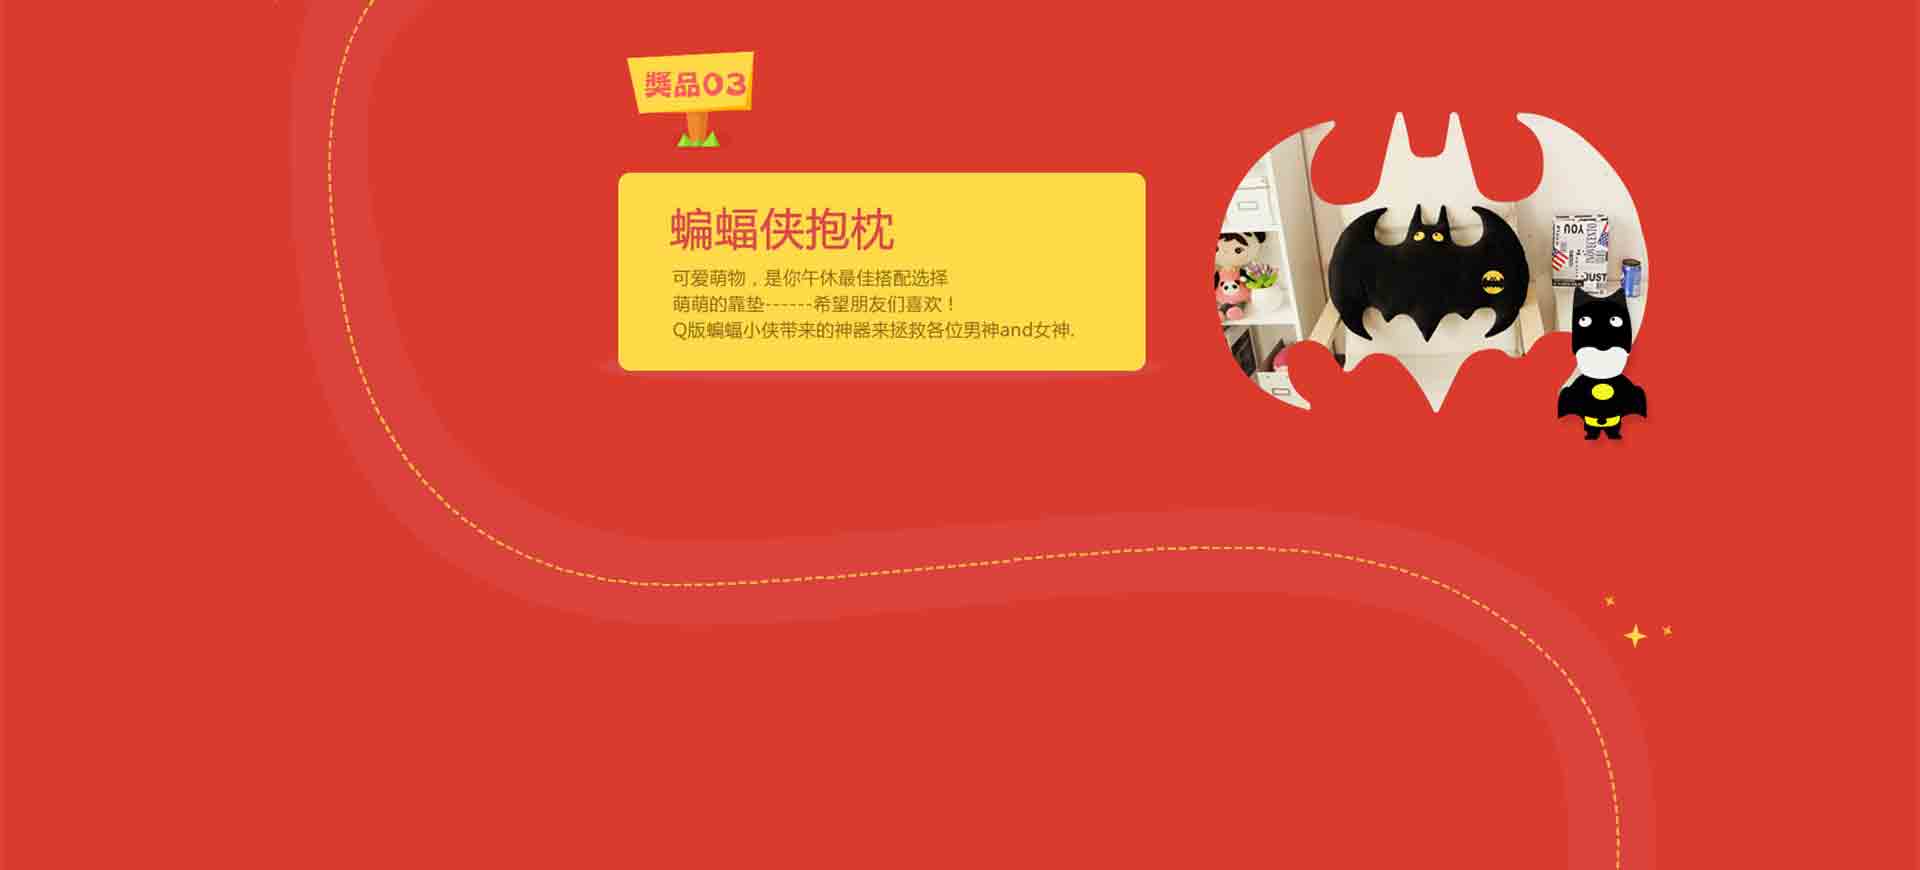 獎品03
蝙蝠侠抱枕
可爱萌物，是你午休最佳搭配选择
萌萌的靠垫------希望朋友们喜欢！
Q版蝙蝠小侠带来的神器来拯救各位男神and女神.
YOU
JUST